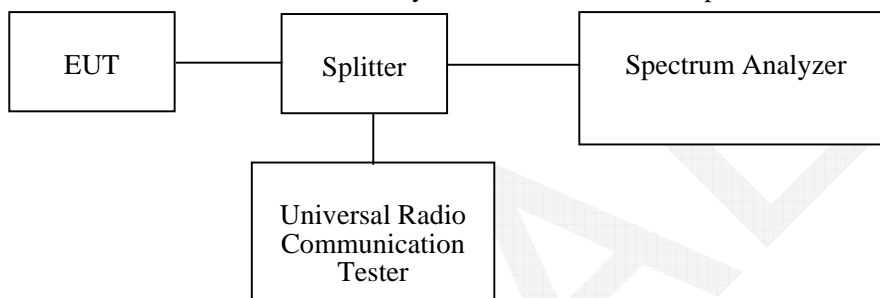 EUT
Splitter
Spectrum Analyzer
Universal Radio
Communication
Tester